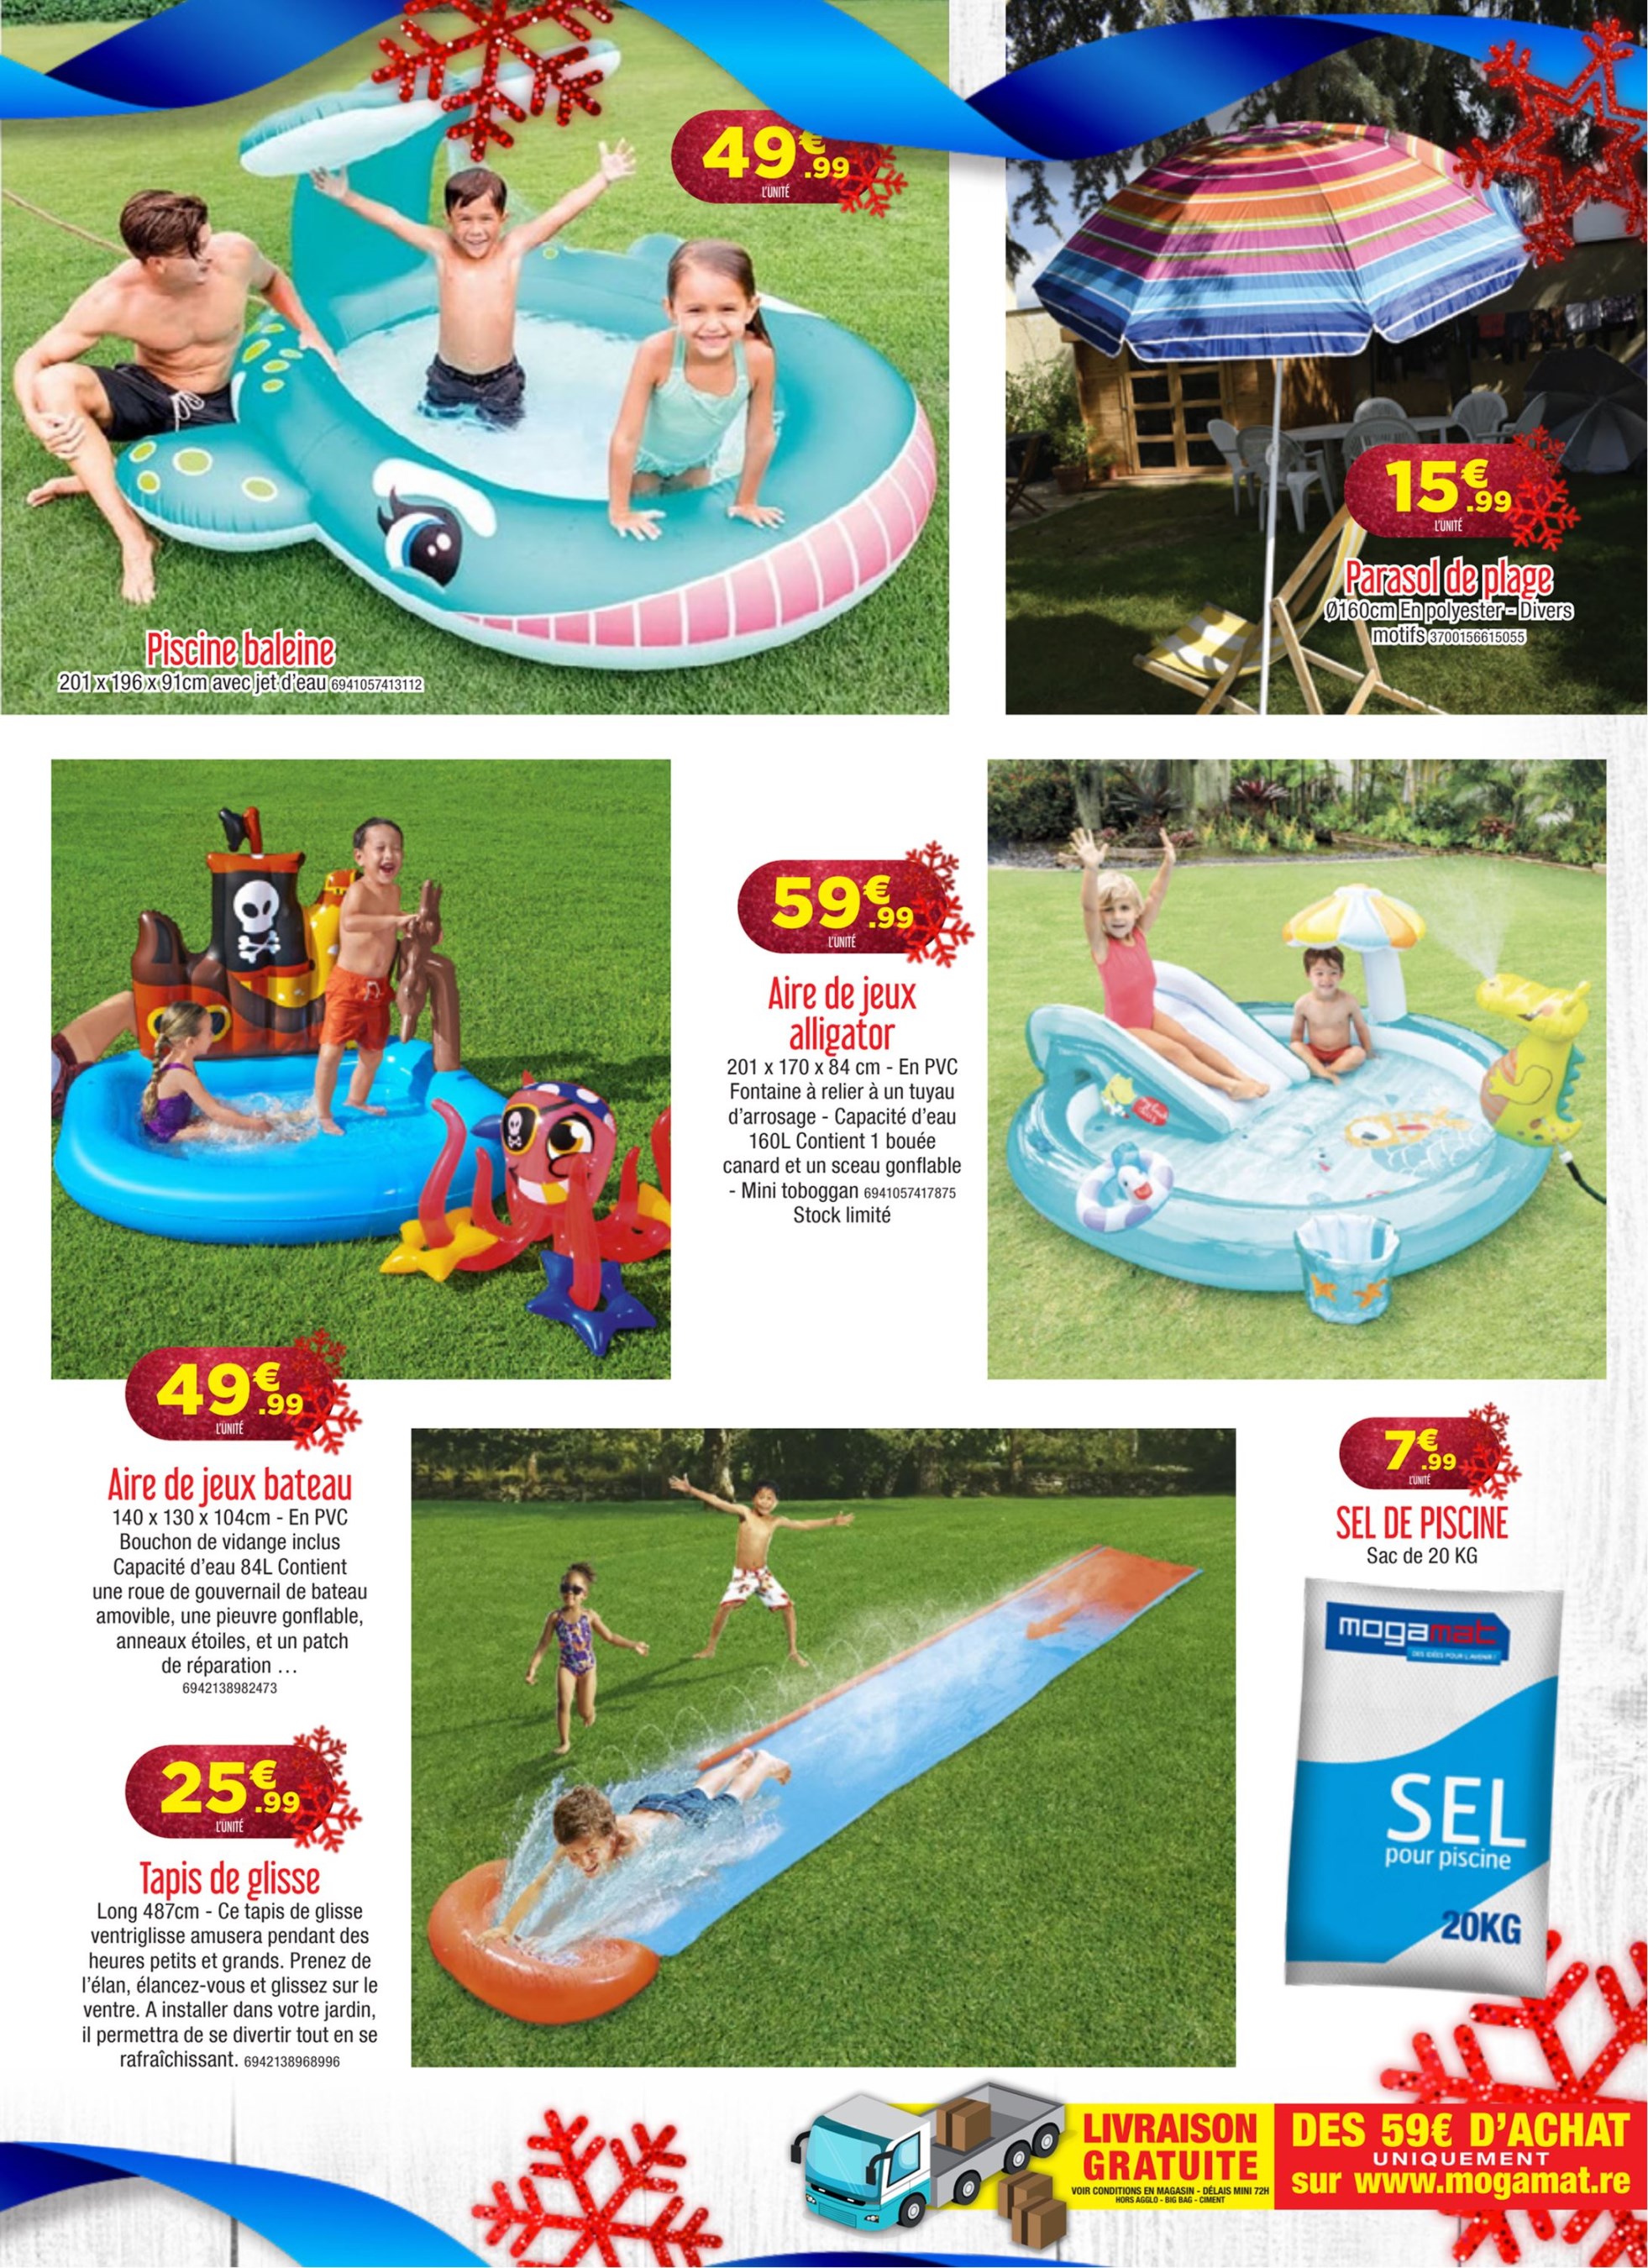 49€.99
L'UNITÉ
Piscine baleine
201 x 196 x 91cm avec jet d'eau 6941057413112
15€.99
L'UNITÉ
Parasol de plage
Ø160cm En polyester - Divers
motifs 3700156615055
59€.99
L'UNITÉ
Aire de jeux
alligator
201 x 170 x 84 cm - En PVC
Fontaine à relier à un tuyau
d'arrosage - Capacité d'eau
160L Contient 1 bouée
canard et un sceau gonflable
- Mini toboggan 6941057417875
Stock limité
49€.99
L'UNITÉ
Aire de jeux bateau
140 x 130 x 104cm - En PVC
Bouchon de vidange inclus
Capacité d'eau 84L Contient
une roue de gouvernail de bateau
amovible, une pieuvre gonflable,
anneaux étoiles, et un patch
de réparation ...
6942138982473
25€.99
L'UNITÉ
Tapis de glisse
Long 487cm - Ce tapis de glisse
ventriglisse amusera pendant des
heures petits et grands. Prenez de
l'élan, élancez-vous et glissez sur le
ventre. A installer dans votre jardin,
il permettra de se divertir tout en se
rafraîchissant. 6942138968996
7€.99
L'UNITÉ
SEL DE PISCINE
Sac de 20 KG
mogamat
DES IDÉES POUR L'AVENIR !
SEL
pour piscine
20KG
LIVRAISON
GRATUITE
VOIR CONDITIONS EN MAGASIN - DÉLAIS MINI 72H
HORS AGGLO - BIG BAG - CIMENT
DES 59€ D'ACHAT
UNIQUEMENT
sur www.mogamat.re